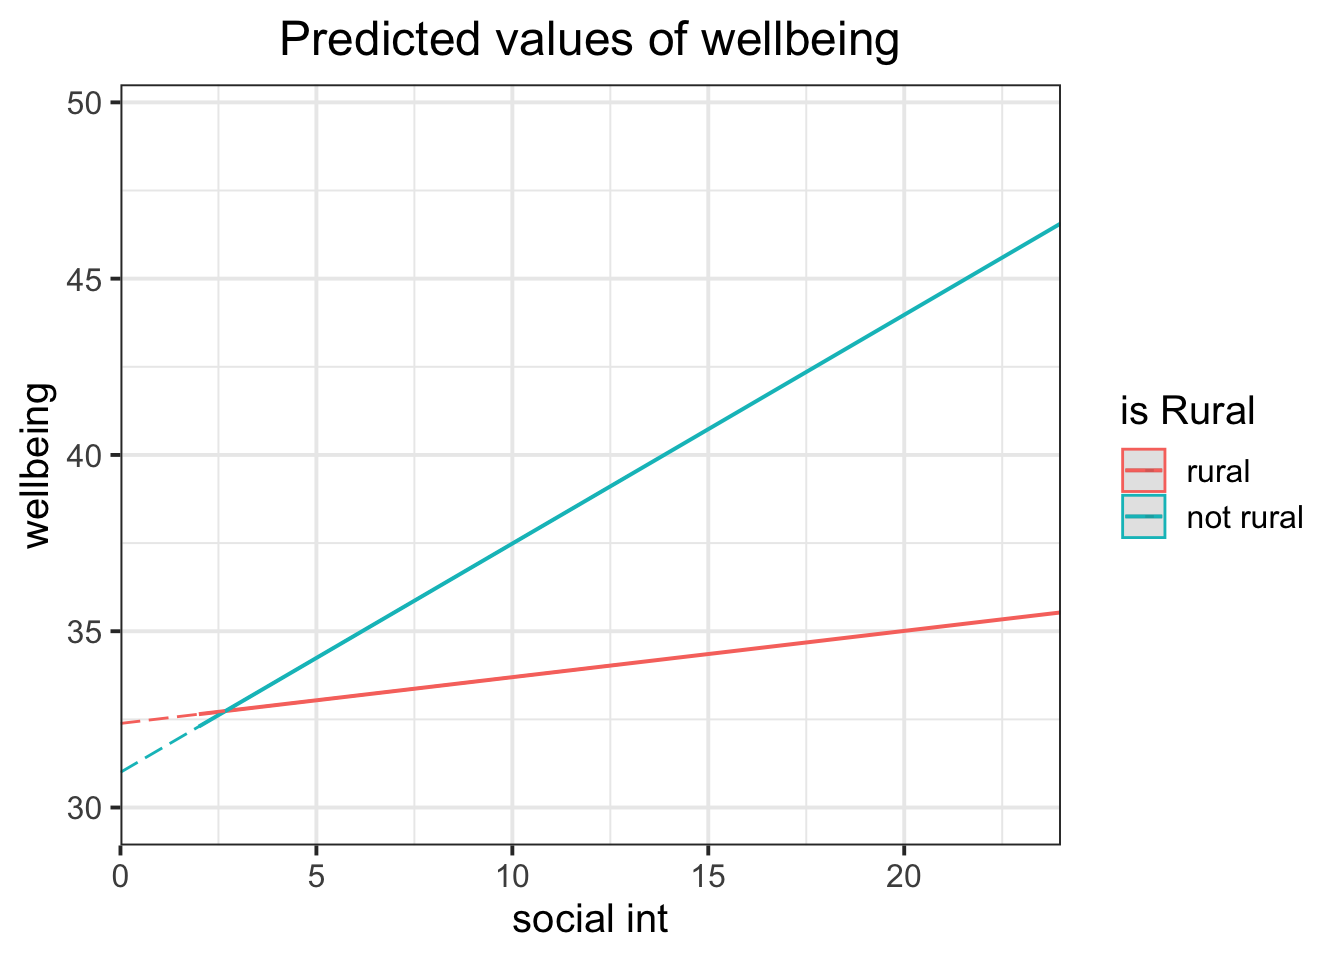 Predicted values of wellbeing
50
45
40
35
30
wellbeing
0 5 10 15 20
social int
is Rural
rural
not rural